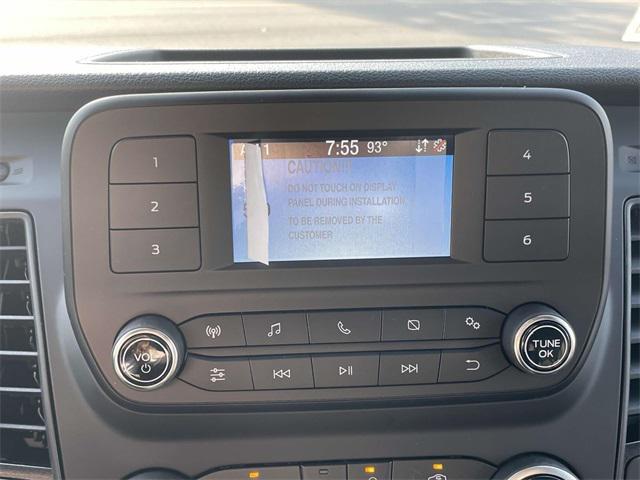 7:55 93°
CAUTION!!!
DO NOT TOUCH ON DISPLAY
PANEL DURING INSTALLATION.
TO BE REMOVED BY THE
CUSTOMER
1
2
3
4
5
6
VOL
TUNE
OK